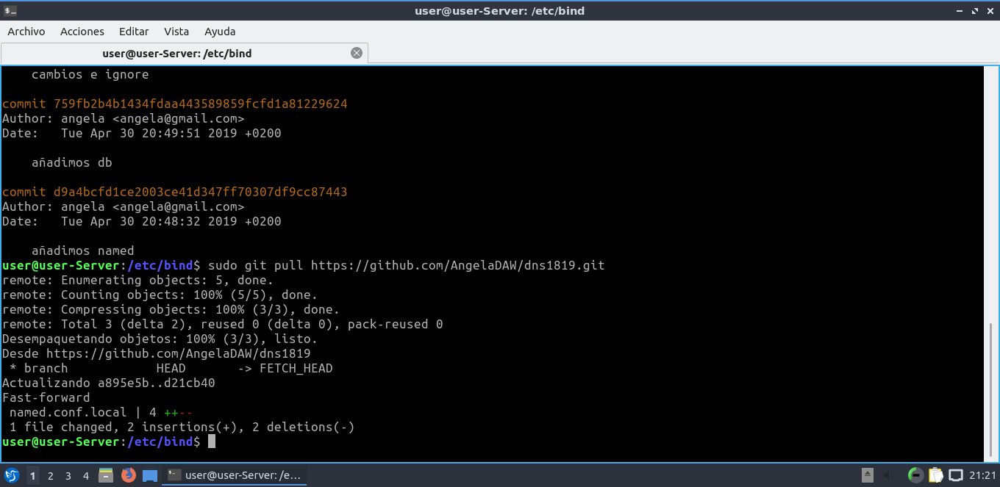 user@user-Server: /etc/bind
Archivo Acciones Editar Vista Ayuda
user@user-Server: /etc/bind
cambios e ignore
commit 759fb2b4b1434fdaa443589859fcfd1a81229624
Author: angela <angela@gmail.com>
Date:   Tue Apr 30 20:49:51 2019 +0200
añadimos db
commit d9a4bcfd1ce2003ce41d347ff70307df9cc87443
Author: angela <angela@gmail.com>
Date:   Tue Apr 30 20:48:32 2019 +0200
añadimos named
user@user-Server:/etc/bind$ sudo git pull https://github.com/AngelaDAW/dns1819.git
remote: Enumerating objects: 5, done.
remote: Counting objects: 100% (5/5), done.
remote: Compressing objects: 100% (3/3), done.
remote: Total 3 (delta 2), reused 0 (delta 0), pack-reused 0
Desempaquetando objetos: 100% (3/3), listo.
Desde https://github.com/AngelaDAW/dns1819
 * branch            HEAD       -> FETCH_HEAD
Actualizando a895e5b..d21cb40
Fast-forward
 named.conf.local | 4 ++--
 1 file changed, 2 insertions(+), 2 deletions(-)
user@user-Server:/etc/bind$
1 2 3 4 user@user-Server: /e... 21:21